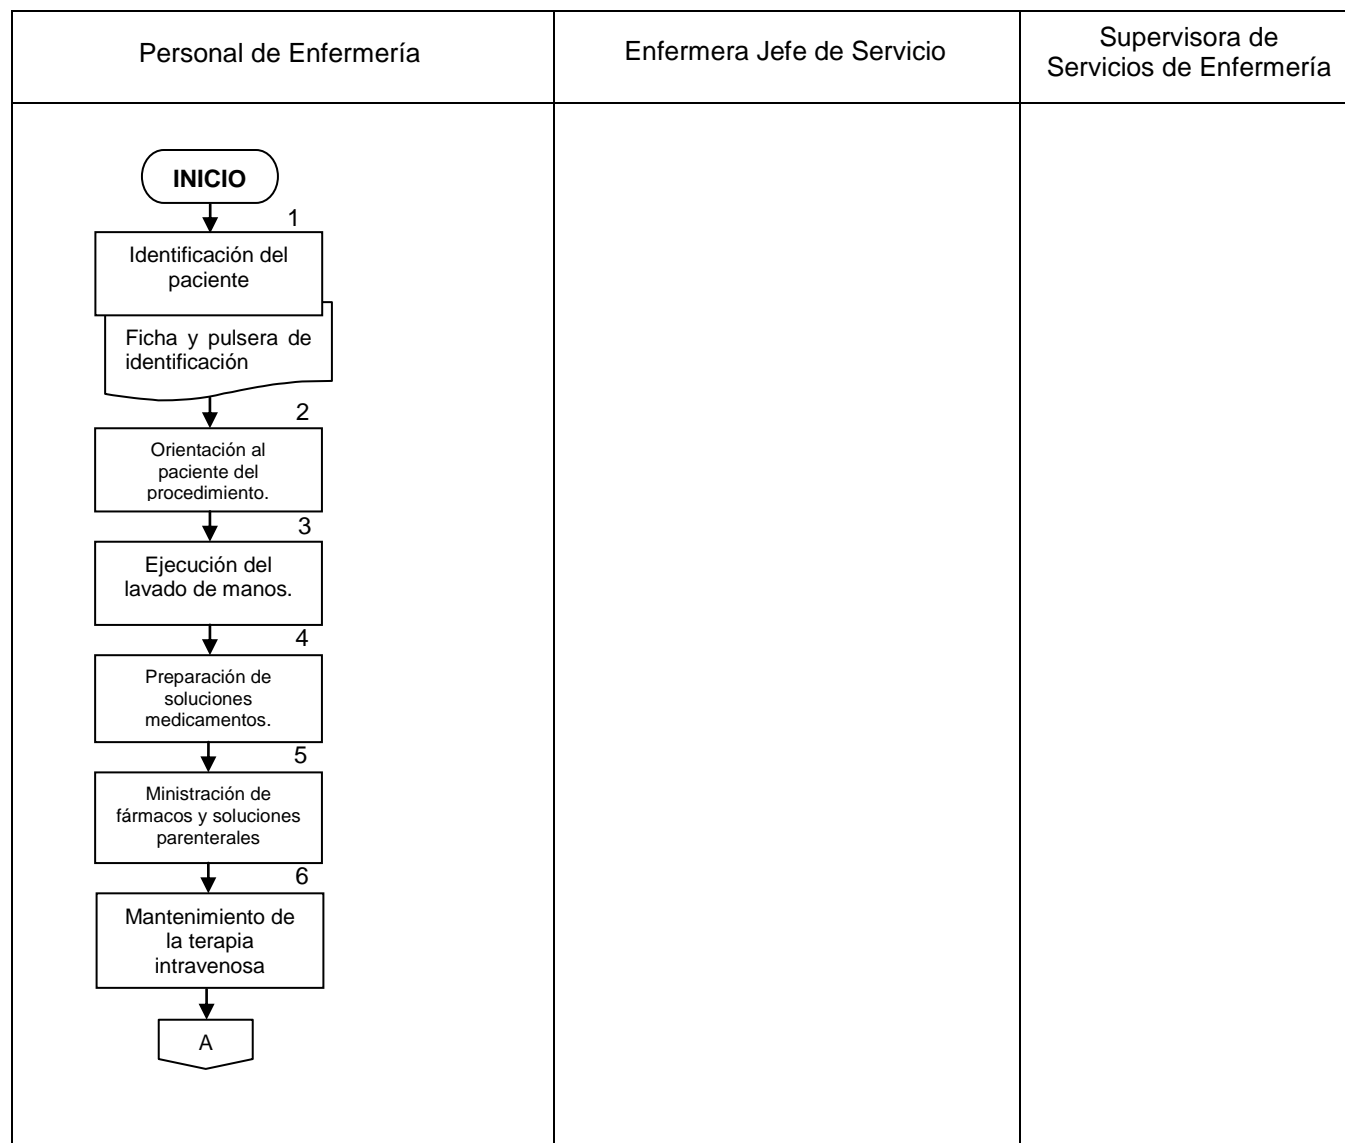 Personal de Enfermería
Enfermera Jefe de Servicio
Supervisora de
Servicios de Enfermería
INICIO
1
Identificación del
paciente
Ficha y pulsera de
identificación
2
Orientación al
paciente del
procedimiento.
3
Ejecución del
lavado de manos.
4
Preparación de
soluciones
medicamentos.
5
Ministración de
fármacos y soluciones
parenterales
6
Mantenimiento de
la terapia
intravenosa
A